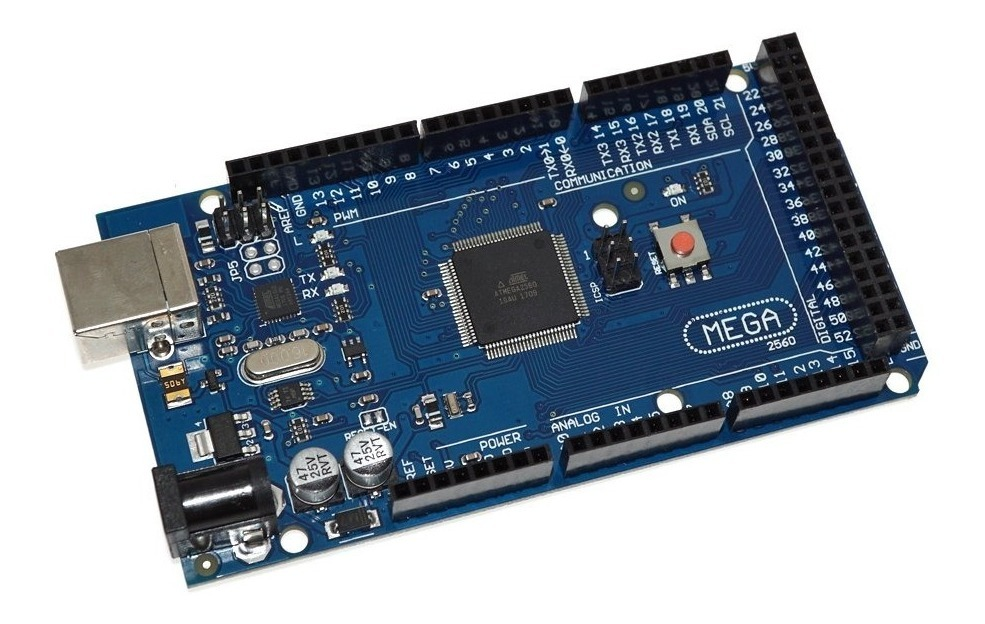 AREF
GND
13
12
11
10
9
8
7
6
5
4
3
2
TX0→1
RX0←0
PWM
TX3 14
RX3 15
TX2 16
RX2 17
TX1 18
RX1 19
SDA 20
SCL 21
COMMUNICATION
22
24
26
28
30
32
34
36
38
40
42
44
46
48
50
52
DIGITAL
GND
JP5
L
TX
RX
ON
ATMEL
ATMEGA2560
16AU 1709
1
ICSP
RESET
MEGA
2560
RESET-EN
POWER
ANALOG IN
47
25V
RVT
47
25V
RVT